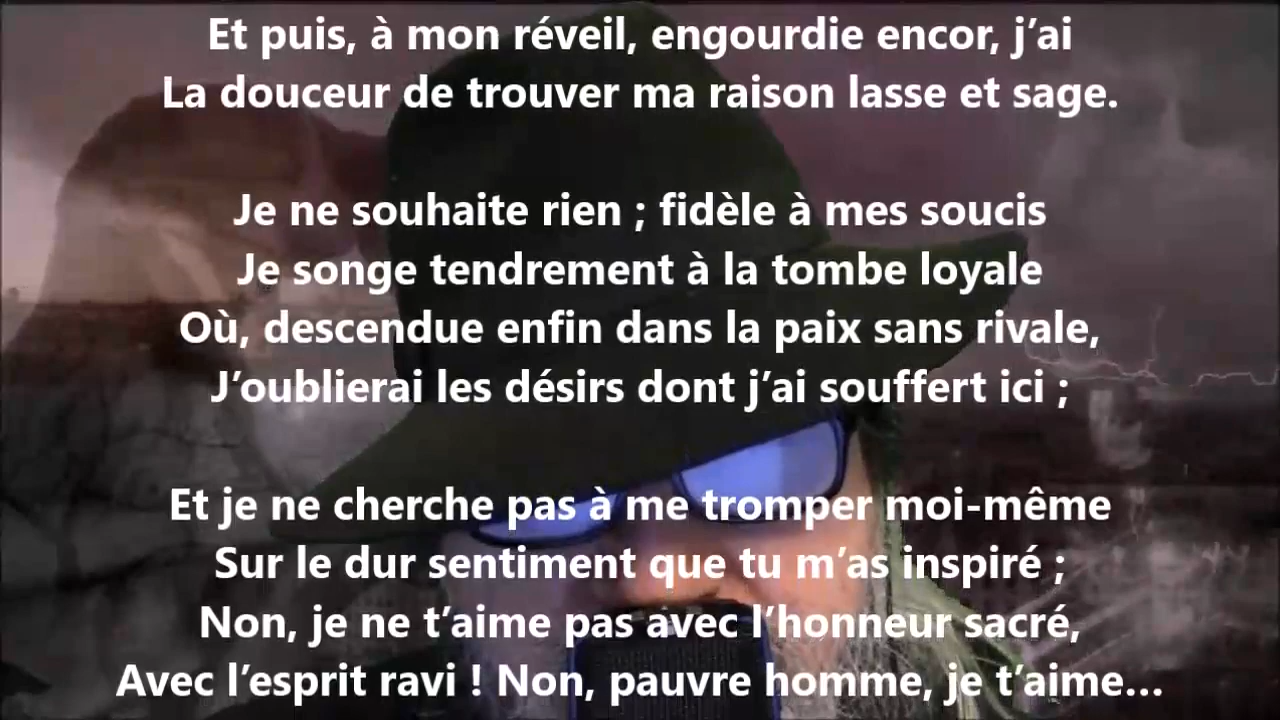 Et puis, à mon réveil, engourdie encor, j’ai
La douceur de trouver ma raison lasse et sage.
Je ne souhaite rien ; fidèle à mes soucis
Je songe tendrement à la tombe loyale
Où, descendue enfin dans la paix sans rivale,
J’oublierai les désirs dont j’ai souffert ici ;
Et je ne cherche pas à me tromper moi-même
Sur le dur sentiment que tu m’as inspiré ;
Non, je ne t’aime pas avec l’honneur sacré,
Avec l’esprit ravi ! Non, pauvre homme, je t’aime…